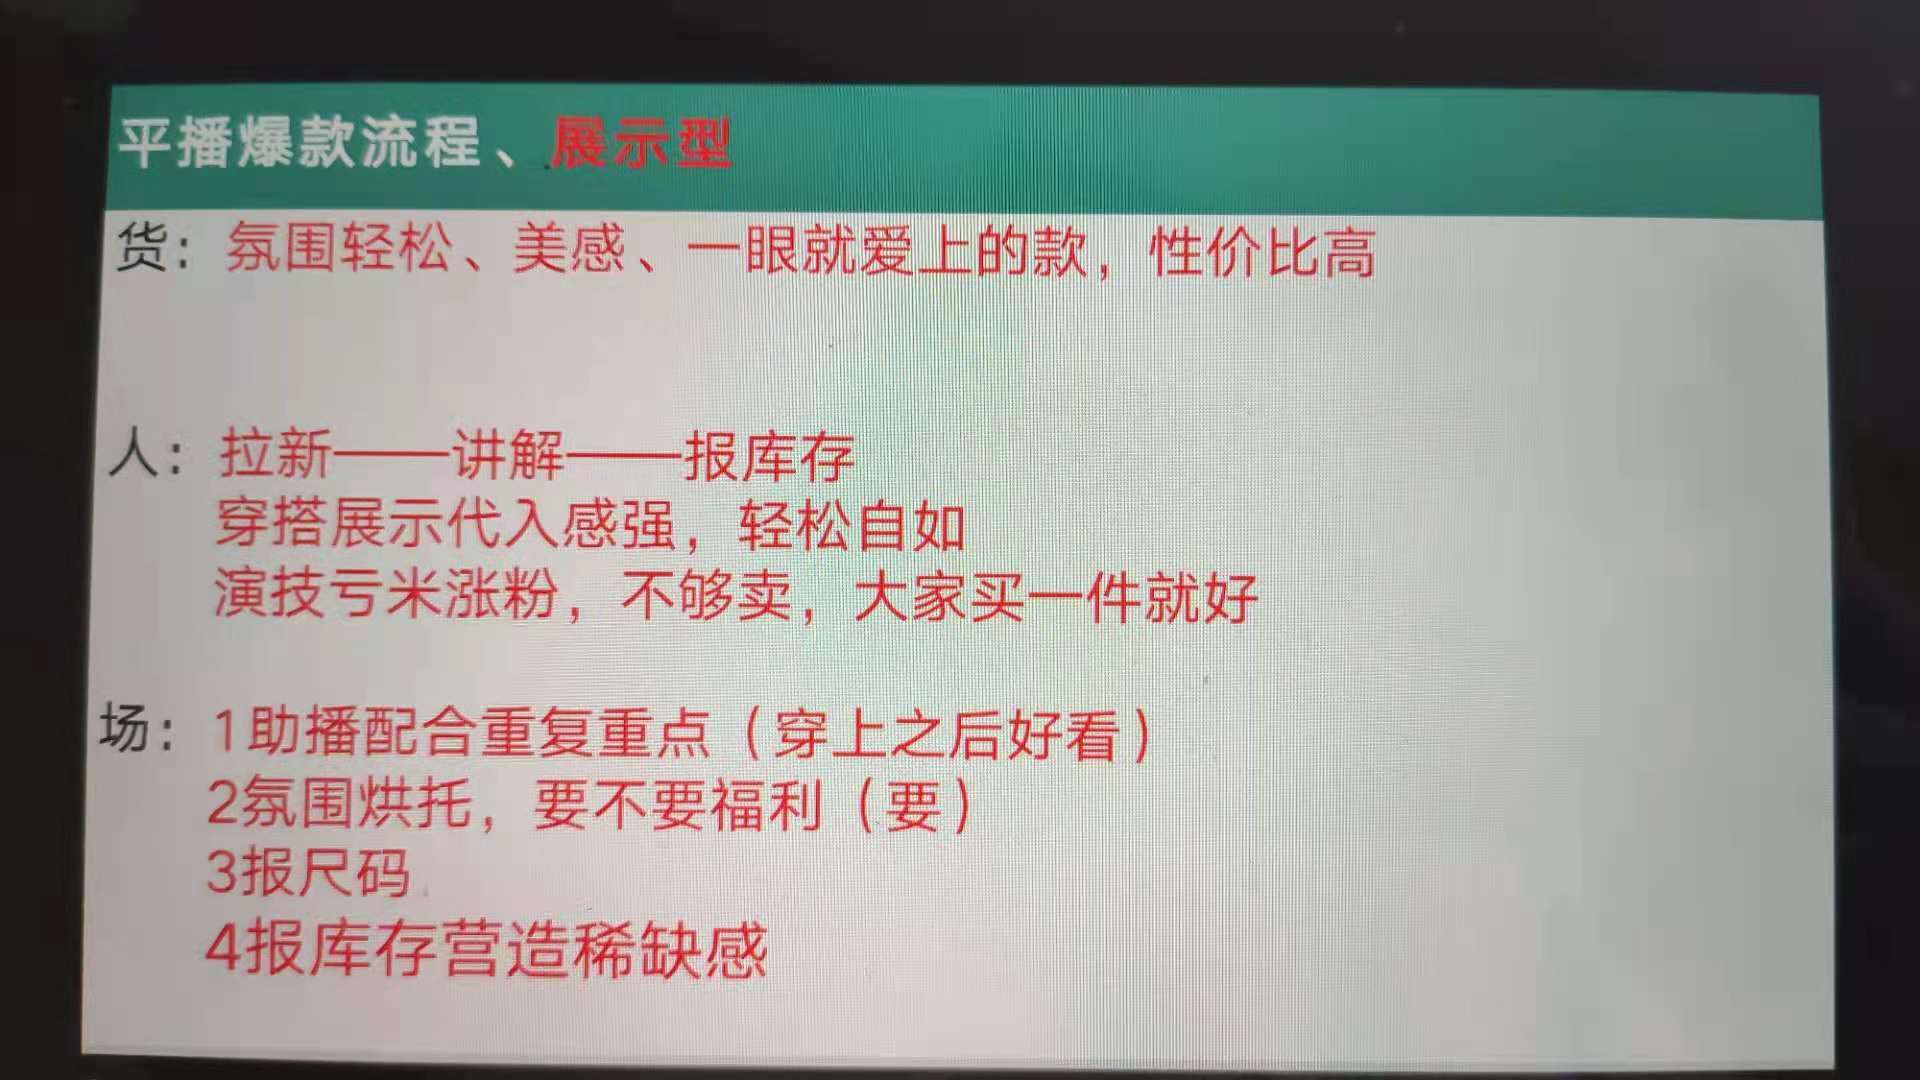 平播爆款流程、展示型
货：氛围轻松、美感、一眼就爱上的款，性价比高
人：拉新——讲解——报库存
穿搭展示代入感强，轻松自如
演技亏米涨粉，不够卖，大家买一件就好
场：1助播配合重复重点（穿上之后好看）
2氛围烘托，要不要福利（要）
3报尺码
4报库存营造稀缺感